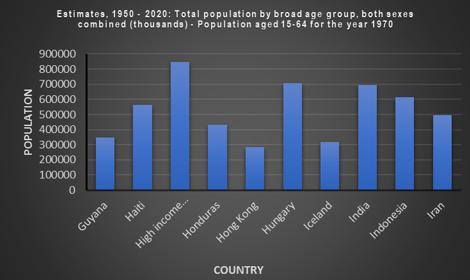 Estimates, 1950 - 2020: Total population by broad age group, both sexes
combined (thousands) - Population aged 15-64 for the year 1970
900000
800000
700000
600000
500000
400000
300000
200000
100000
0
POPULATION
Guyana
Haiti
High income...
Honduras
Hong Kong
Hungary
Iceland
India
Indonesia
Iran
COUNTRY